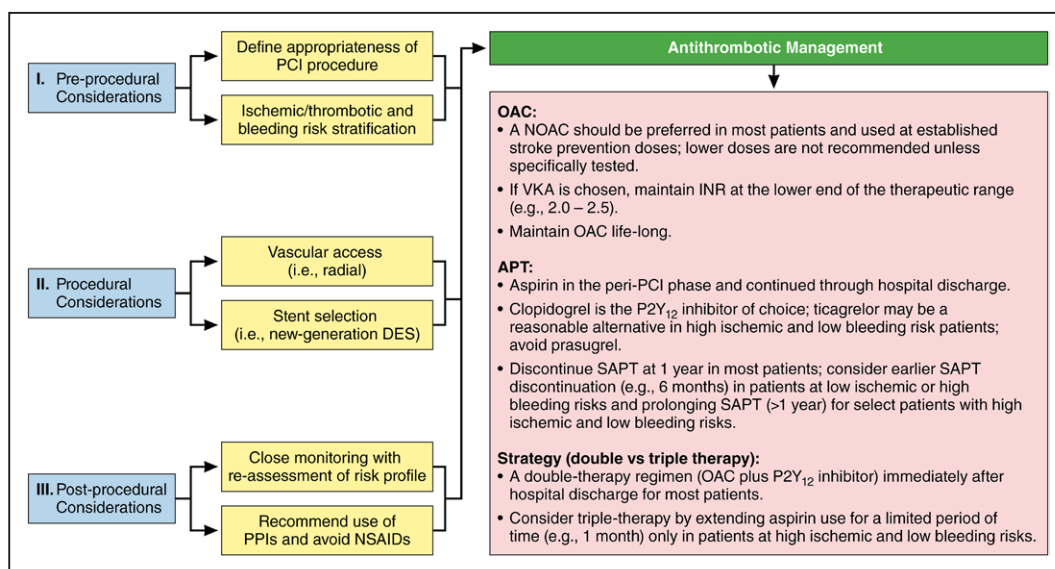 I. Pre-procedural
Considerations
Define appropriateness of
PCI procedure
Ischemic/thrombotic and
bleeding risk stratification
II. Procedural
Considerations
Vascular access
(i.e., radial)
Stent selection
(i.e., new-generation DES)
III. Post-procedural
Considerations
Close monitoring with
re-assessment of risk profile
Recommend use of
PPIs and avoid NSAIDs
Antithrombotic Management
OAC:
• A NOAC should be preferred in most patients and used at established
stroke prevention doses; lower doses are not recommended unless
specifically tested.
• If VKA is chosen, maintain INR at the lower end of the therapeutic range
(e.g., 2.0 – 2.5).
• Maintain OAC life-long.
APT:
• Aspirin in the peri-PCI phase and continued through hospital discharge.
• Clopidogrel is the P2Y₁₂ inhibitor of choice; ticagrelor may be a
reasonable alternative in high ischemic and low bleeding risk patients;
avoid prasugrel.
• Discontinue SAPT at 1 year in most patients; consider earlier SAPT
discontinuation (e.g., 6 months) in patients at low ischemic or high
bleeding risks and prolonging SAPT (>1 year) for select patients with high
ischemic and low bleeding risks.
Strategy (double vs triple therapy):
• A double-therapy regimen (OAC plus P2Y₁₂ inhibitor) immediately after
hospital discharge for most patients.
• Consider triple-therapy by extending aspirin use for a limited period of
time (e.g., 1 month) only in patients at high ischemic and low bleeding risks.